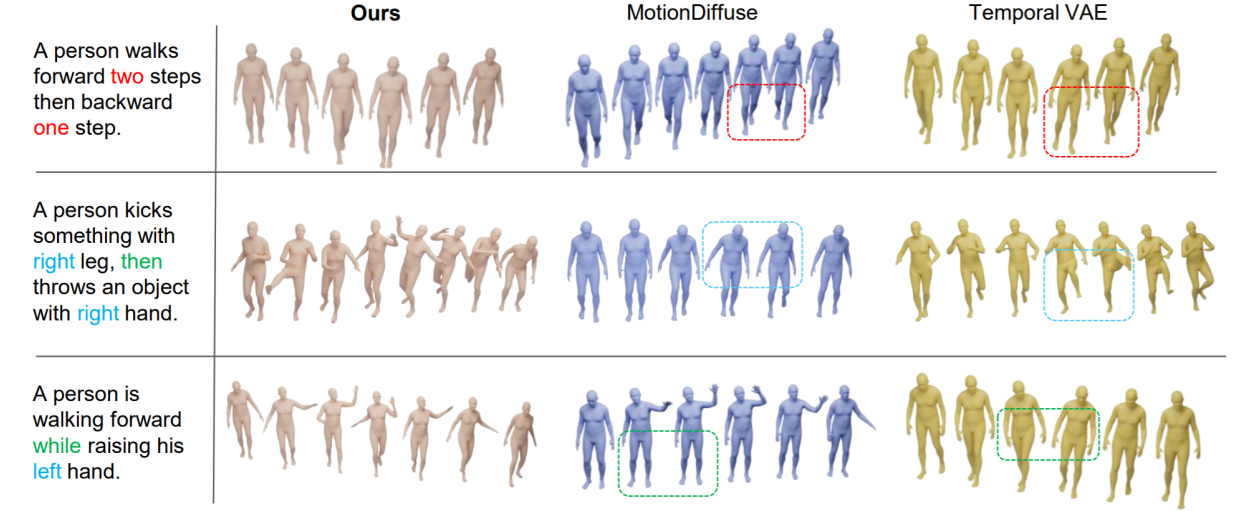 Ours
MotionDiffuse
Temporal VAE
A person walks
forward two steps
then backward
one step.
A person kicks
something with
right leg, then
throws an object
with right hand.
A person is
walking forward
while raising his
left hand.